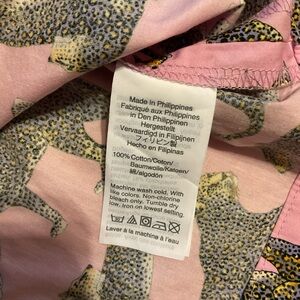 Made in Philippines
Fabriqué aux Philippines
in Den Philippinen
Hergestellt
Vervaardigd in Filipijnen
フィリピン製
Hecho en Filipinas
100% Cotton/Coton/
Baumwolle/Katoen/
綿/algodón
Machine wash cold. With
like colors. Non-chlorine
bleach only. Tumble dry
low. Iron on lowest setting.
Laver à la machine à l'eau